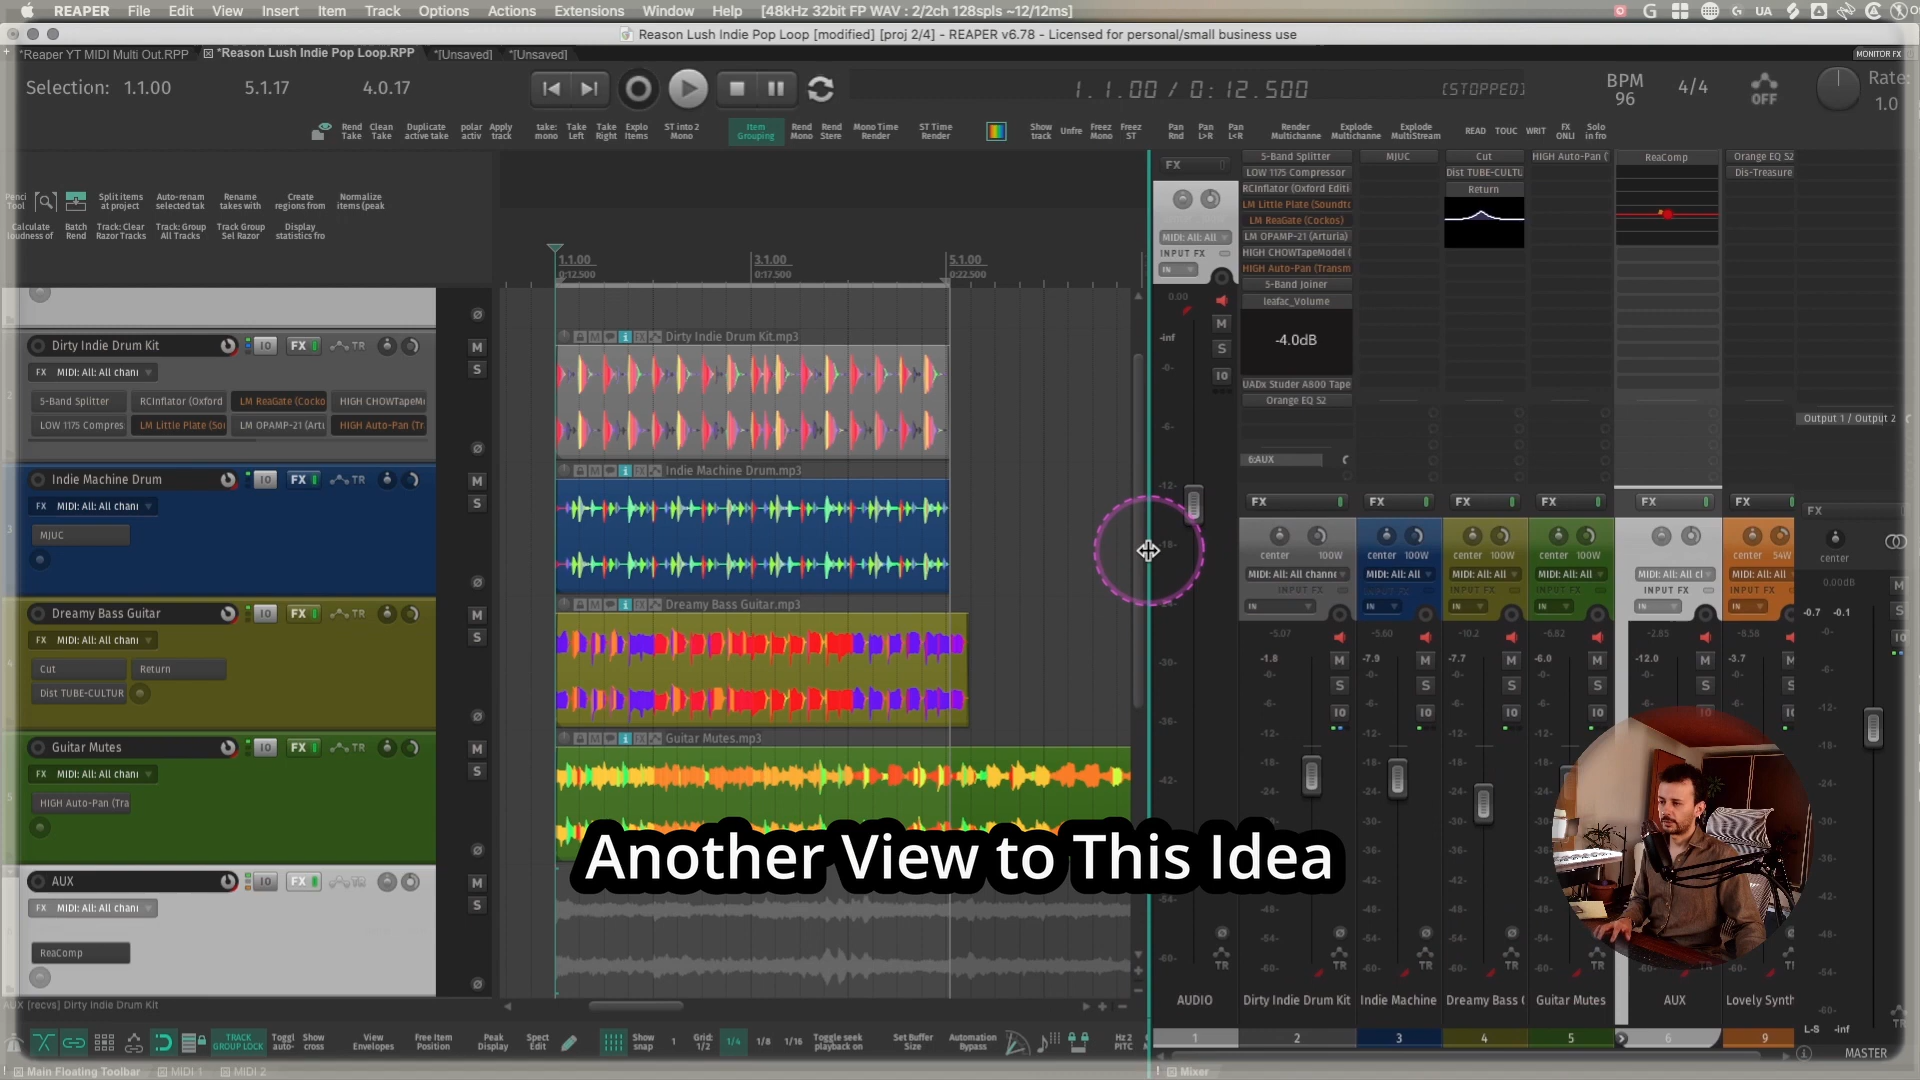 REAPER File Edit View Insert Item Track Options Actions Extensions Window Help [48kHz 32bit FP WAV : 2/2ch 128spls ~12/12ms] UA
Reason Lush Indie Pop Loop [modified] [proj 2/4] - REAPER v6.78 - Licensed for personal/small business use
*Reaper YT MIDI Multi Out.RPP *Reason Lush Indie Pop Loop.RPP *[Unsaved] *[Unsaved] MONITOR FX
Selection: 1.1.00 5.1.17 4.0.17 1.1.00 / 0:12.500 [STOPPED] BPM 96 4/4 OFF Rate: 1.0
Rend Take Clean Take Duplicate active take polar activ Apply track take: mono Take Left Take Right Explo Items ST into 2 Mono Item Grouping Rend Mono Rend Stere Mono Time Render ST Time Render Show track Unfre Freez Mono Freez ST Pan Rnd Pan L>R Pan L<R Render Multichanne Explode Multichanne Explode MultiStream READ TOUC WRIT FX ONLI Solo in fro
Penci Tool Split items at project Auto-renam selected tak Rename takes with Create regions from Normalize items (peak
Calculate loudness of Batch Rend Track: Clear Razor Tracks Track: Group All Tracks Track Group Sel Razor Display statistics fro
1.1.00 3.1.00 5.1.00
0:12.500 0:17.500 0:22.500
Dirty Indie Drum Kit IO FX TR M
FX MIDI: All: All chann S
5-Band Splitter RCInflator (Oxford LM ReaGate (Cocko HIGH CHOWTapeM
LOW 1175 Compres LM Little Plate (So LM OPAMP-21 (Artu HIGH Auto-Pan (Tr
2
Indie Machine Drum IO FX TR M
FX MIDI: All: All chann S
MJUC
3
Dreamy Bass Guitar IO FX TR M
FX MIDI: All: All chann S
Cut Return
Dist TUBE-CULTUR
4
Guitar Mutes IO FX TR M
FX MIDI: All: All chann S
HIGH Auto-Pan (Tra
5
AUX IO FX TR M
FX MIDI: All: All chann S
ReaComp
AUX [recvs] Dirty Indie Drum Kit
Dirty Indie Drum Kit.mp3
Indie Machine Drum.mp3
Dreamy Bass Guitar.mp3
Guitar Mutes.mp3
Another View to This Idea
FX
MIDI: All: All
INPUT FX
IN
0.00
-inf
M
S
IO
5-Band Splitter MJUC Cut HIGH Auto-Pan ( ReaComp Orange EQ S2
LOW 1175 Compressor Dist TUBE-CULTU Dis-Treasure
RCInflator (Oxford Editi Return
LM Little Plate (Soundto
LM ReaGate (Cockos)
LM OPAMP-21 (Arturia)
HIGH CHOWTapeModel (
HIGH Auto-Pan (Transm
5-Band Joiner
leafac_Volume
-4.0dB
UADx Studer A800 Tape
Orange EQ S2
Output 1 / Output 2
6:AUX
FX FX FX FX FX FX FX
center 100W center 100W center 100W center 100W center 54W center
MIDI: All: All channe MIDI: All: All MIDI: All: All MIDI: All: All MIDI: All: All cl MIDI: All: All
INPUT FX INPUT FX INPUT FX INPUT FX
IN IN IN IN IN IN
0.00dB
-5.07 -5.60 -10.2 -6.82 -2.85 -8.58
-1.8 -7.9 -7.7 -6.0 -12.0 -3.7 -0.7 -0.1
AUDIO Dirty Indie Drum Kit Indie Machine Dreamy Bass Guitar Mutes AUX Lovely Synth
L-S -inf
1 2 3 4 5 6 9 MASTER
TRACK GROUP LOCK Toggl auto- Show cross View Envelopes Free Item Position Peak Display Spect Edit Show snap 1 Grid: 1/2 1/4 1/8 1/16 Toggle seek playback on Set Buffer Size Automation Bypass Hz 2 PITC
Main Floating Toolbar MIDI 1 MIDI 2 Mixer